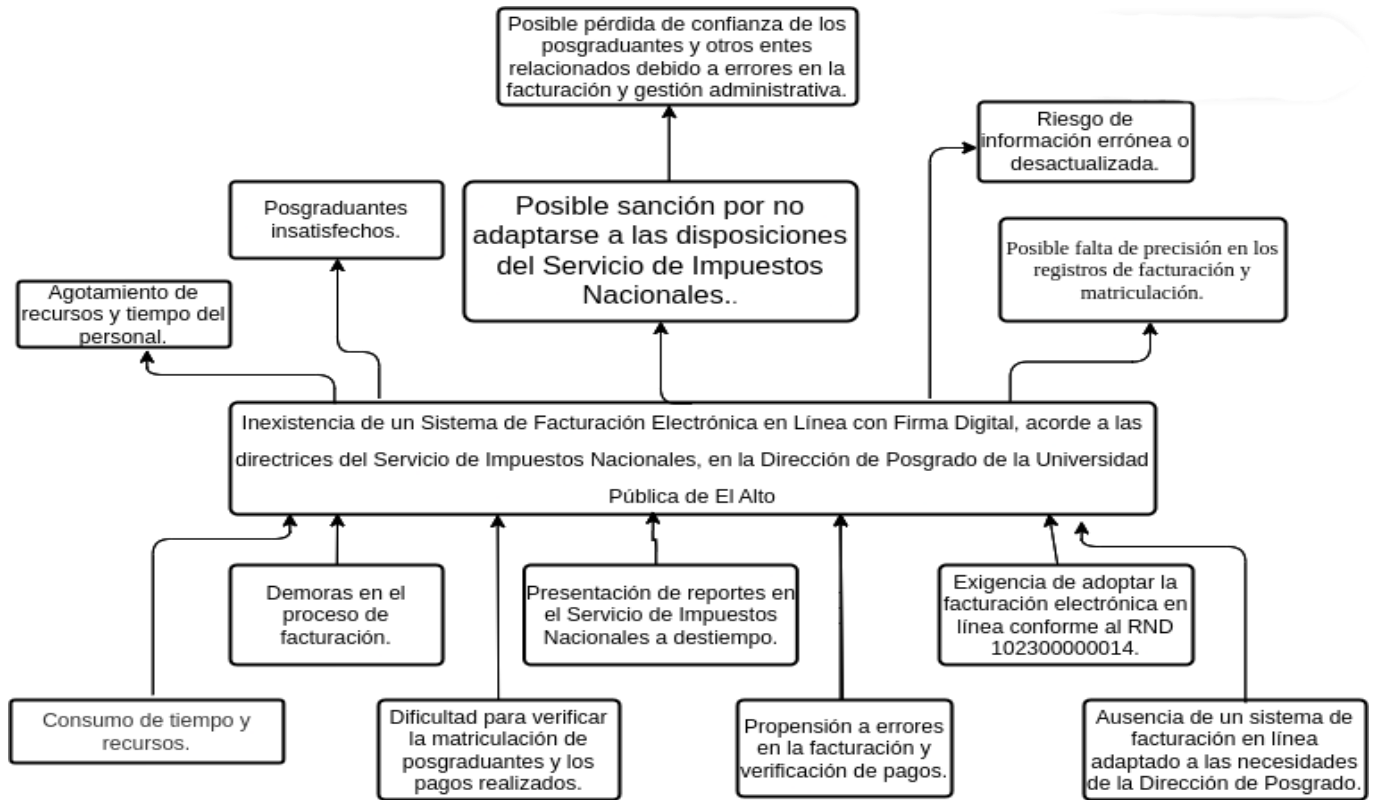 Posible pérdida de confianza de los
posgraduantes y otros entes
relacionados debido a errores en la
facturación y gestión administrativa.
Riesgo de
información errónea o
desactualizada.
Posgraduantes
insatisfechos.
Posible sanción por no
adaptarse a las disposiciones
del Servicio de Impuestos
Nacionales..
Posible falta de precisión en los
registros de facturación y
matriculación.
Agotamiento de
recursos y tiempo del
personal.
Inexistencia de un Sistema de Facturación Electrónica en Línea con Firma Digital, acorde a las
directrices del Servicio de Impuestos Nacionales, en la Dirección de Posgrado de la Universidad
Pública de El Alto
Demoras en el
proceso de
facturación.
Presentación de reportes en
el Servicio de Impuestos
Nacionales a destiempo.
Exigencia de adoptar la
facturación electrónica en
línea conforme al RND
102300000014.
Consumo de tiempo y
recursos.
Dificultad para verificar
la matriculación de
posgraduantes y los
pagos realizados.
Propensión a errores
en la facturación y
verificación de pagos.
Ausencia de un sistema de
facturación en línea
adaptado a las necesidades
de la Dirección de Posgrado.